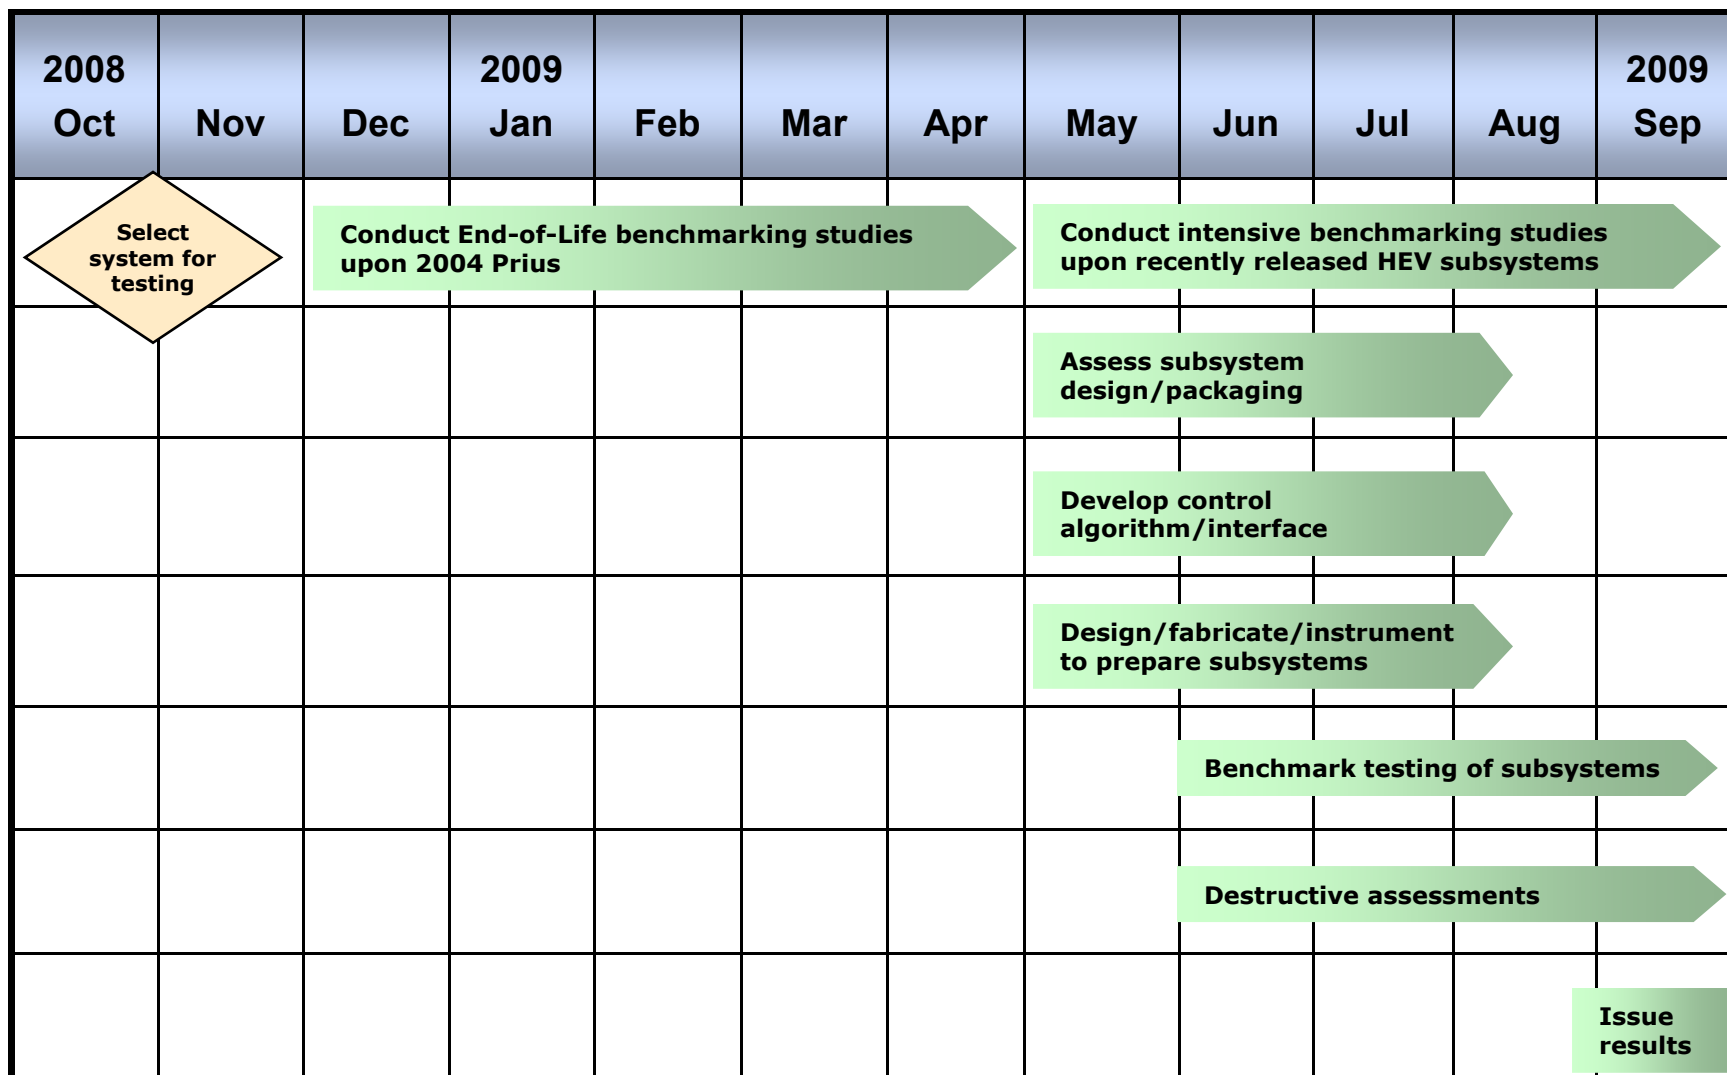 2008
Oct
Nov
Dec
2009
Jan
Feb
Mar
Apr
May
Jun
Jul
Aug
2009
Sep
Select
system for
testing
Conduct End-of-Life benchmarking studies
upon 2004 Prius
Conduct intensive benchmarking studies
upon recently released HEV subsystems
Assess subsystem
design/packaging
Develop control
algorithm/interface
Design/fabricate/instrument
to prepare subsystems
Benchmark testing of subsystems
Destructive assessments
Issue
results